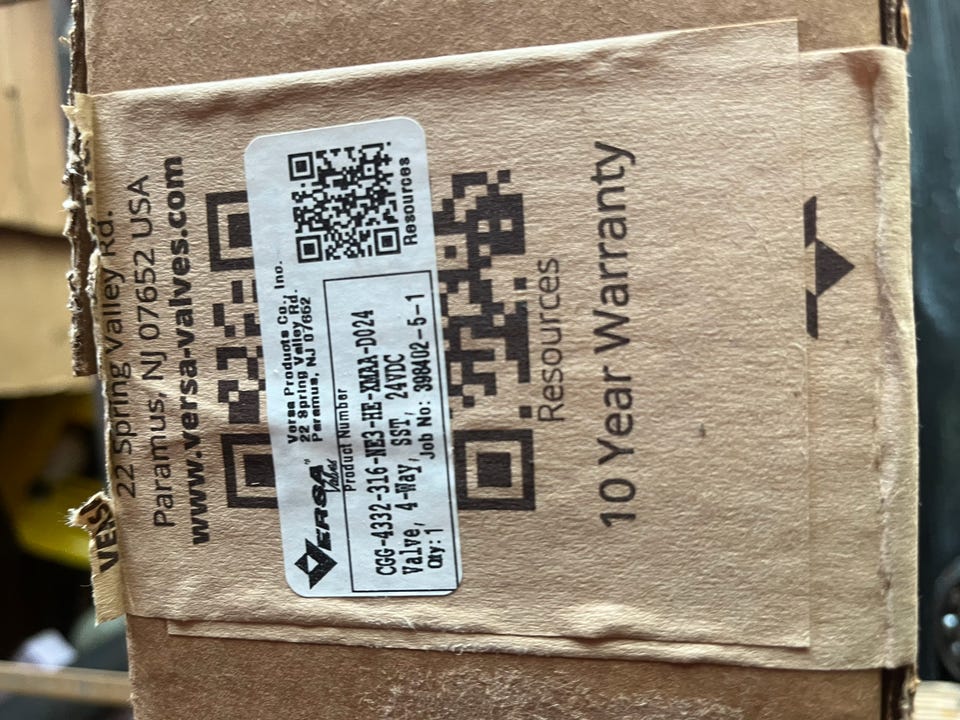 VERS
22 Spring Valley Rd.
Paramus, NJ 07652 USA
www.versa-valves.com
VERSA
Valve
®
Versa Products Co., Inc.
22 Spring Valley Rd.
Paramus, NJ 07652
Product Number
CGG-4332-316-NE3-HE-XMAA-D024
Valve, 4-Way, SST, 24VDC
Qty: 1
Job No: 398402-5-1
Resources
Resources
10 Year Warranty